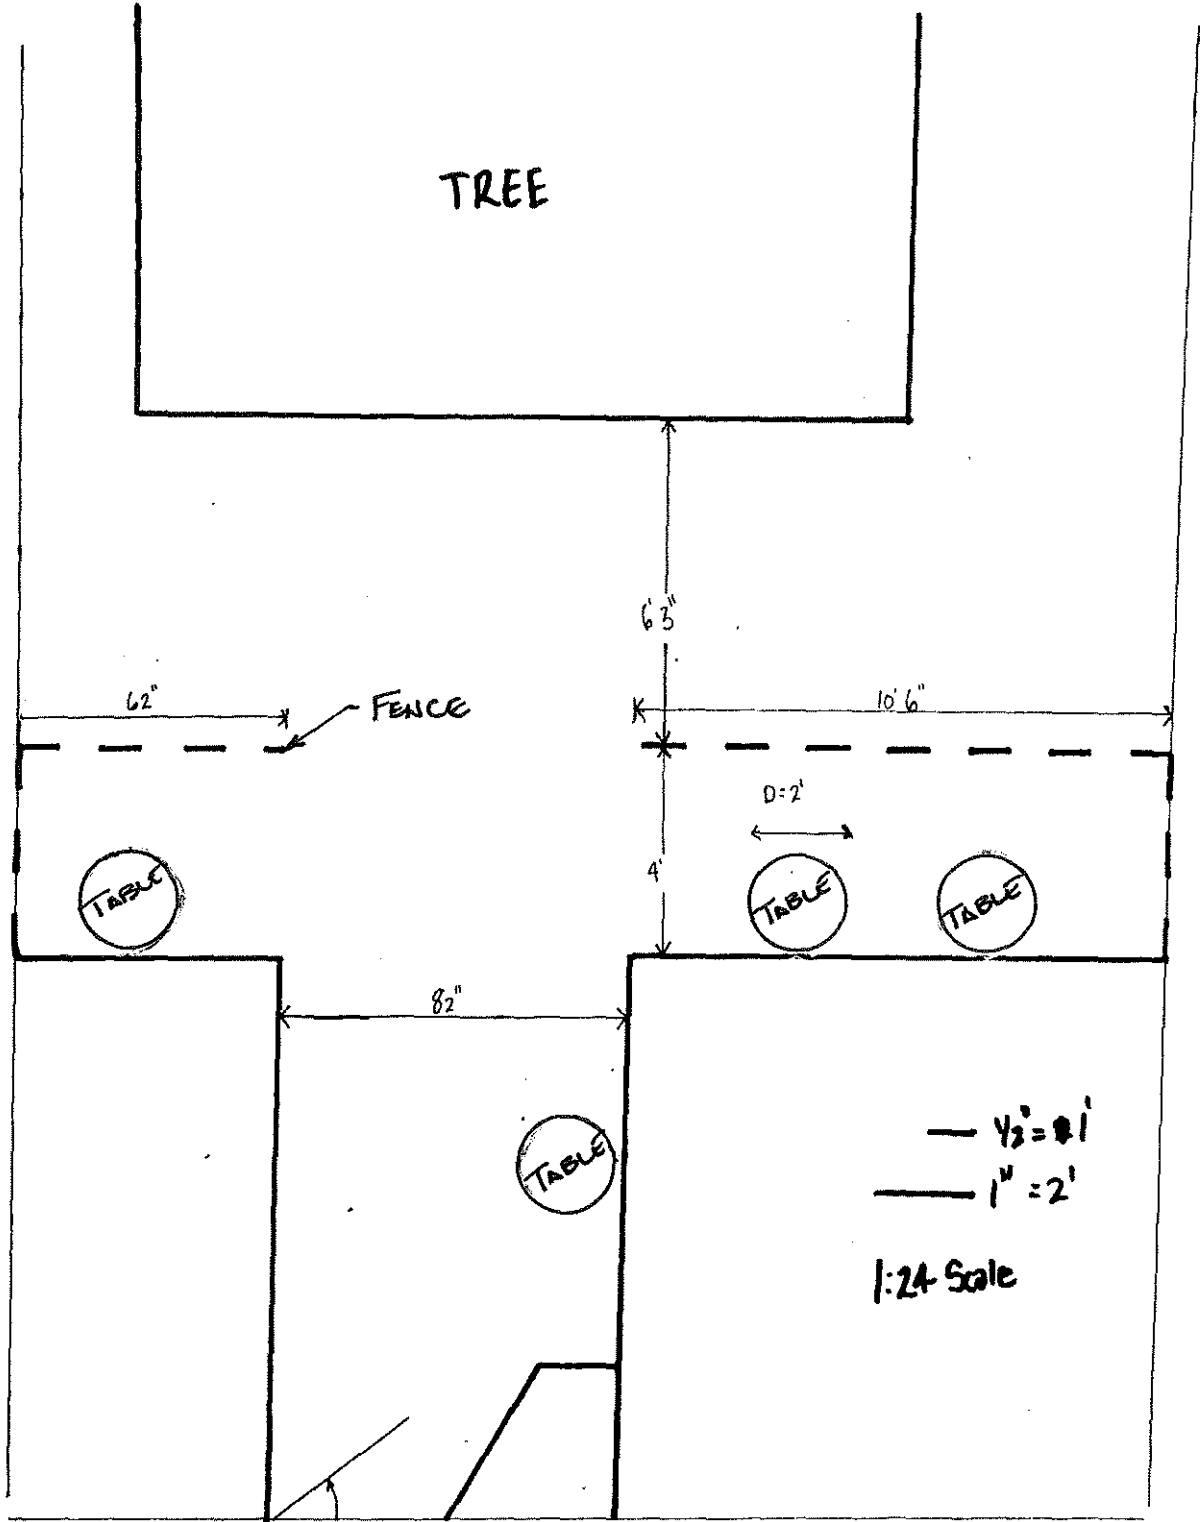 TREE
6'3"
62"
FENCE
10' 6"
D=2'
4'
TABLE
TABLE
TABLE
82"
TABLE
1/2" = 1'
1" = 2'
1:24 Scale